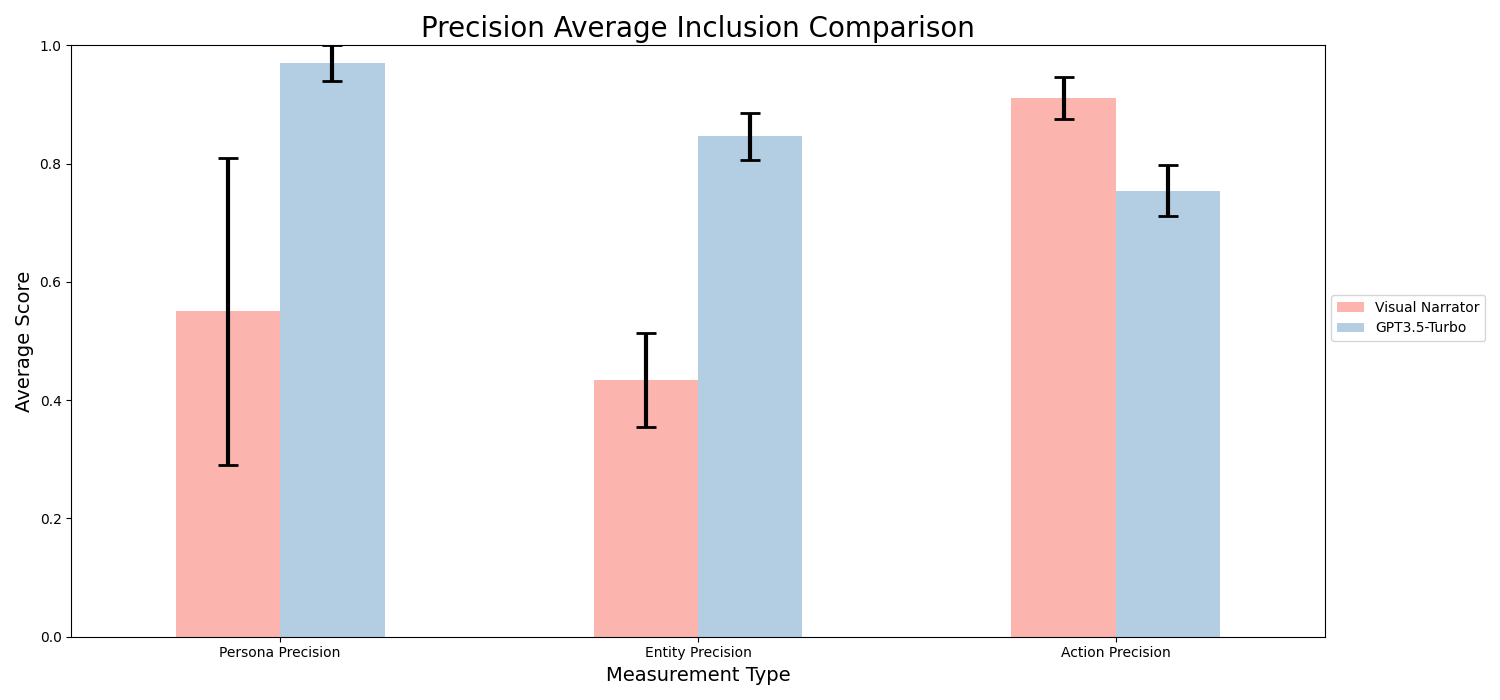 Precision Average Inclusion Comparison
1.0
0.8
0.6
0.4
0.2
0.0
Average Score
Persona Precision
Entity Precision
Action Precision
Measurement Type
Visual Narrator
GPT3.5-Turbo